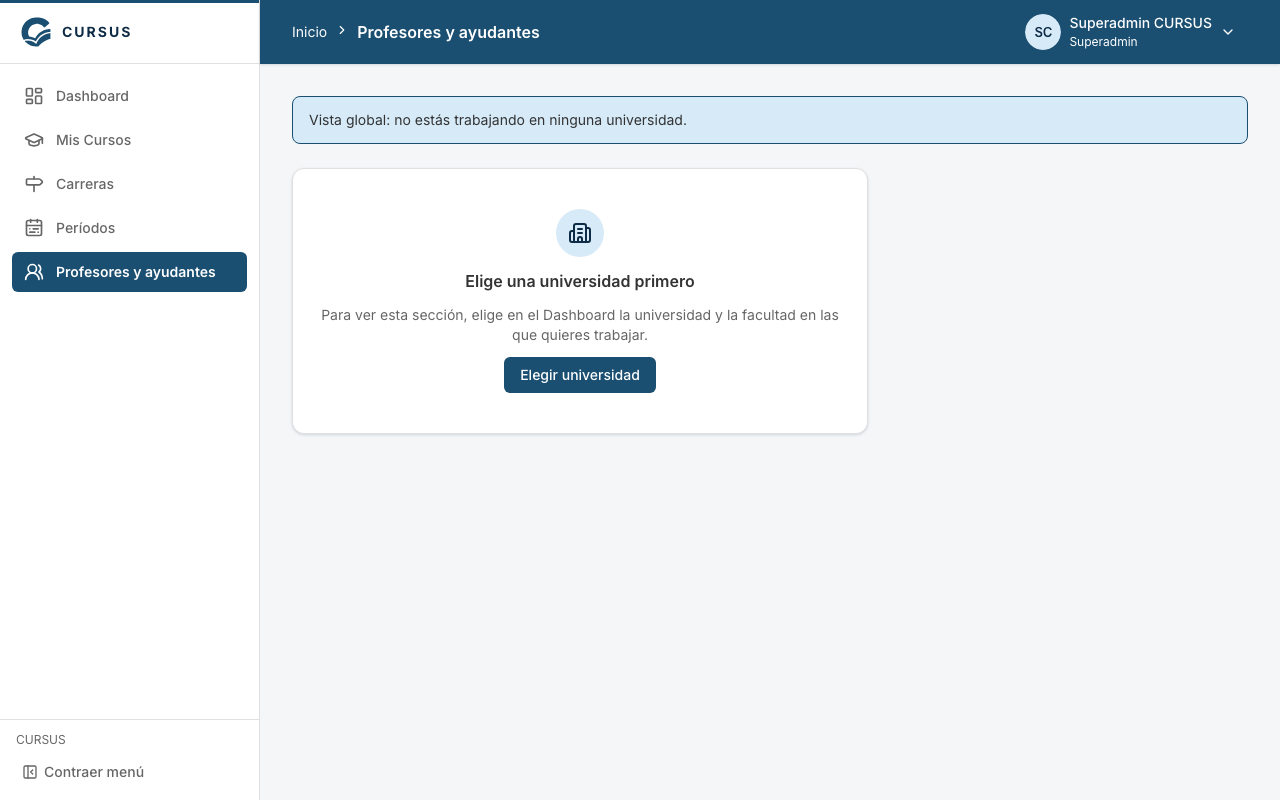 CURSUS
Inicio
Profesores y ayudantes
SC
Superadmin CURSUS
Superadmin
Dashboard
Mis Cursos
Carreras
Períodos
Profesores y ayudantes
Vista global: no estás trabajando en ninguna universidad.
Elige una universidad primero
Para ver esta sección, elige en el Dashboard la universidad y la facultad en las
que quieres trabajar.
Elegir universidad
CURSUS
Contraer menú